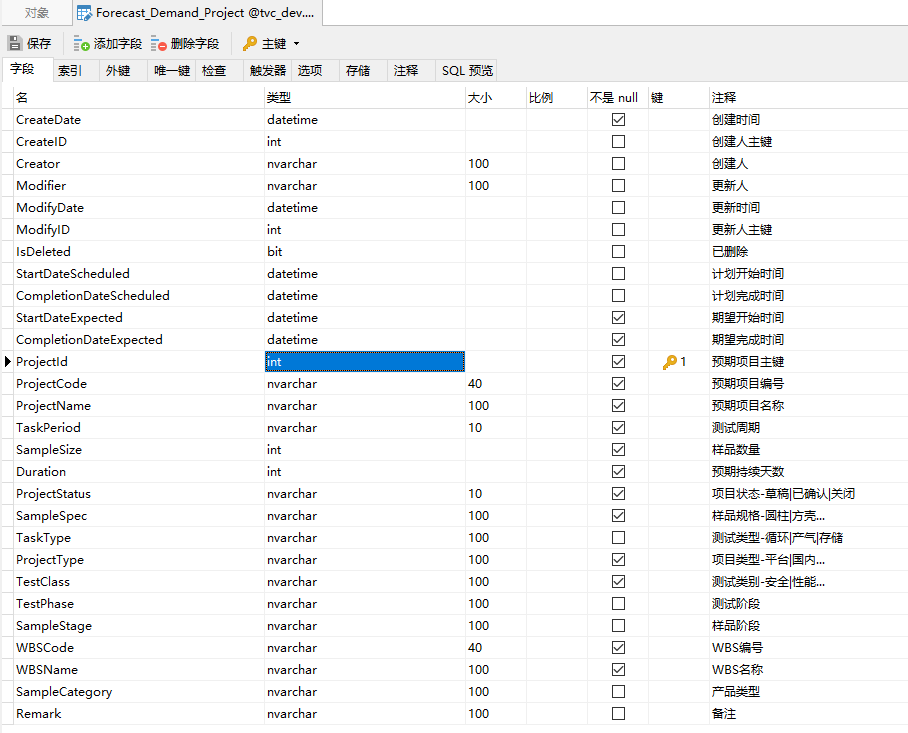 对象 Forecast_Demand_Project @tvc_dev....
保存 添加字段 删除字段 主键
字段 索引 外键 唯一键 检查 触发器 选项 存储 注释 SQL 预览
名 类型 大小 比例 不是 null 键 注释
CreateDate datetime 创建时间
CreateID int 创建人主键
Creator nvarchar 100 创建人
Modifier nvarchar 100 更新人
ModifyDate datetime 更新时间
ModifyID int 更新人主键
IsDeleted bit 已删除
StartDateScheduled datetime 计划开始时间
CompletionDateScheduled datetime 计划完成时间
StartDateExpected datetime 期望开始时间
CompletionDateExpected datetime 期望完成时间
ProjectId int 1 预期项目主键
ProjectCode nvarchar 40 预期项目编号
ProjectName nvarchar 100 预期项目名称
TaskPeriod nvarchar 10 测试周期
SampleSize int 样品数量
Duration int 预期持续天数
ProjectStatus nvarchar 10 项目状态-草稿|已确认|关闭
SampleSpec nvarchar 100 样品规格-圆柱|方壳...
TaskType nvarchar 100 测试类型-循环|产气|存储
ProjectType nvarchar 100 项目类型-平台|国内...
TestClass nvarchar 100 测试类别-安全|性能...
TestPhase nvarchar 100 测试阶段
SampleStage nvarchar 100 样品阶段
WBSCode nvarchar 40 WBS编号
WBSName nvarchar 100 WBS名称
SampleCategory nvarchar 100 产品类型
Remark nvarchar 100 备注